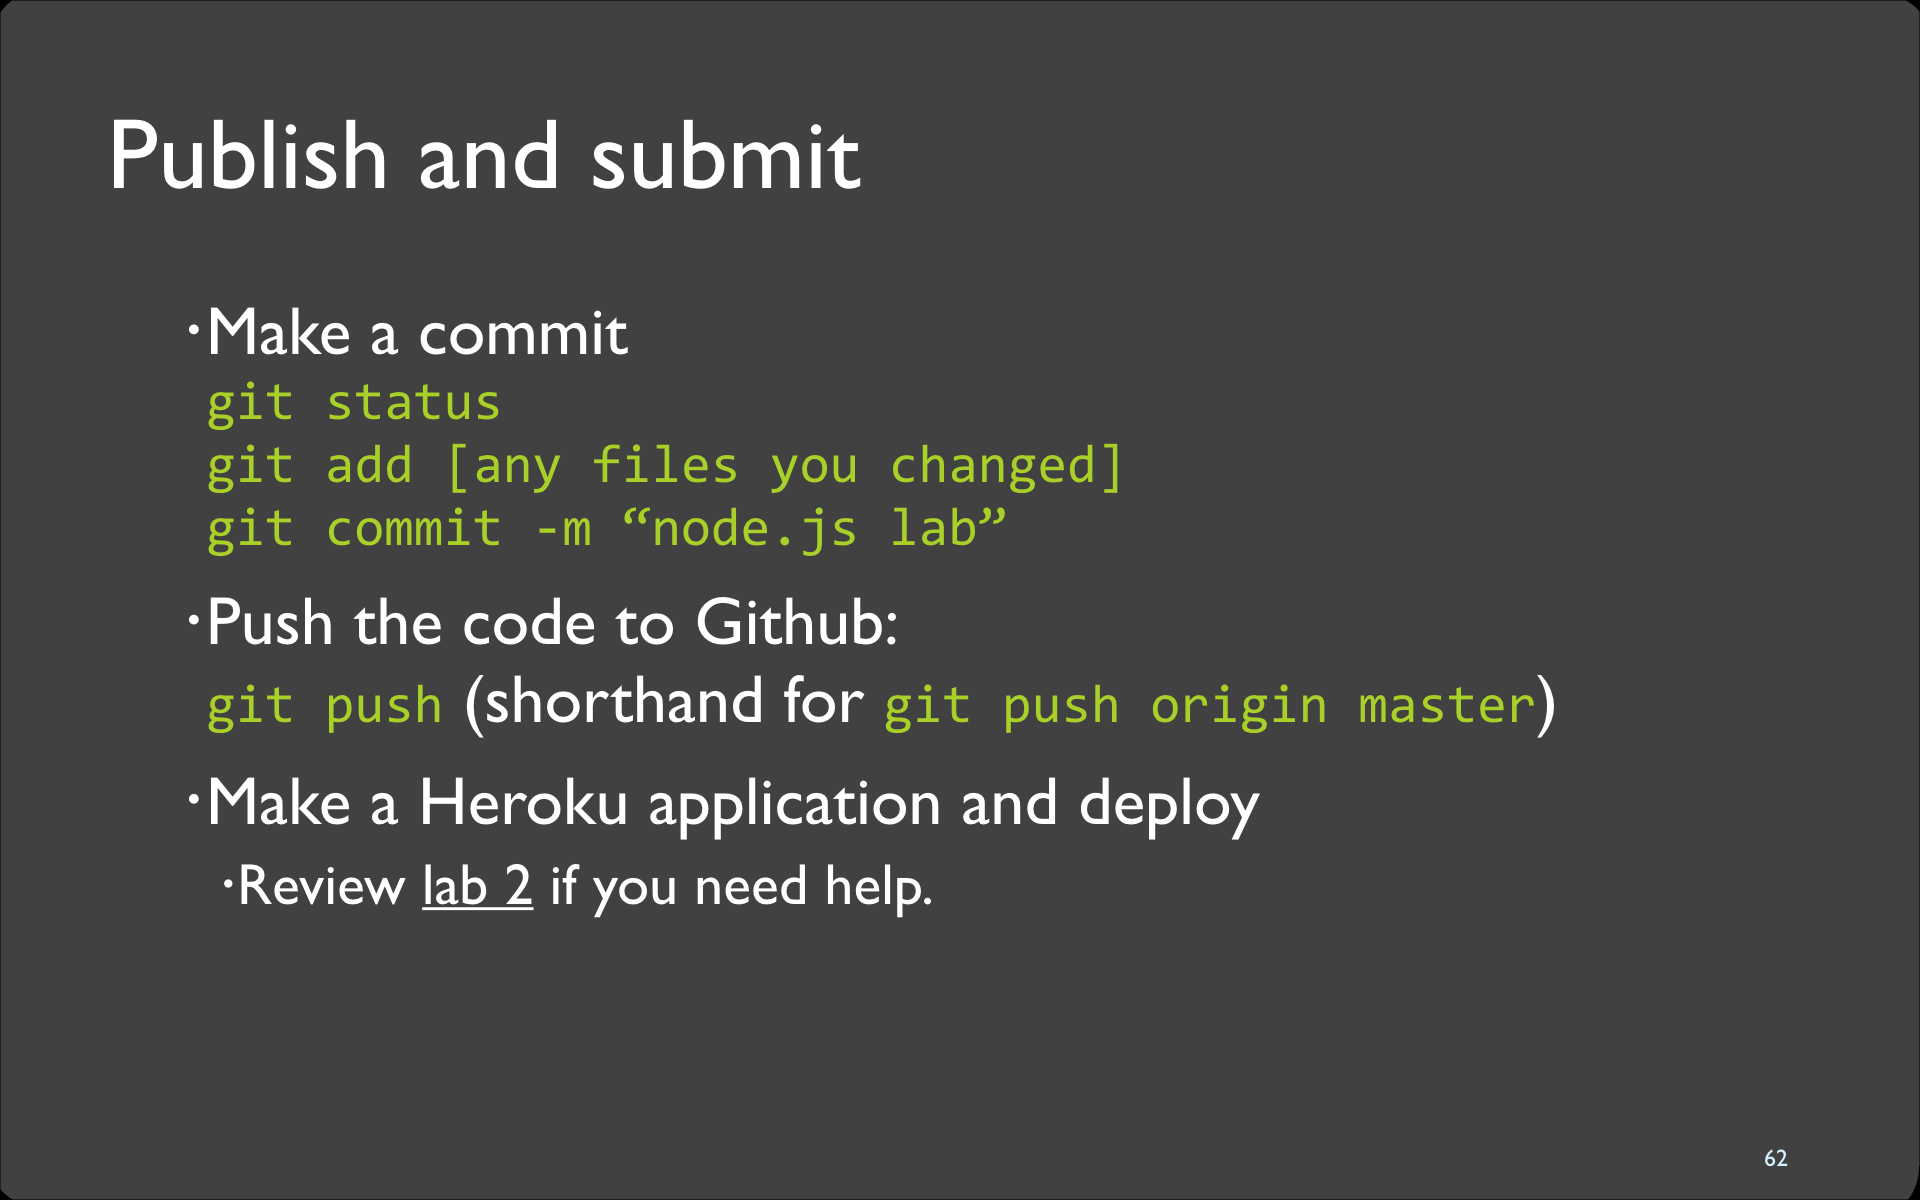 Publish and submit
•Make a commit
git status
git add [any files you changed]
git commit -m “node.js lab”
•Push the code to Github:
git push (shorthand for git push origin master)
•Make a Heroku application and deploy
•Review lab 2 if you need help.
62